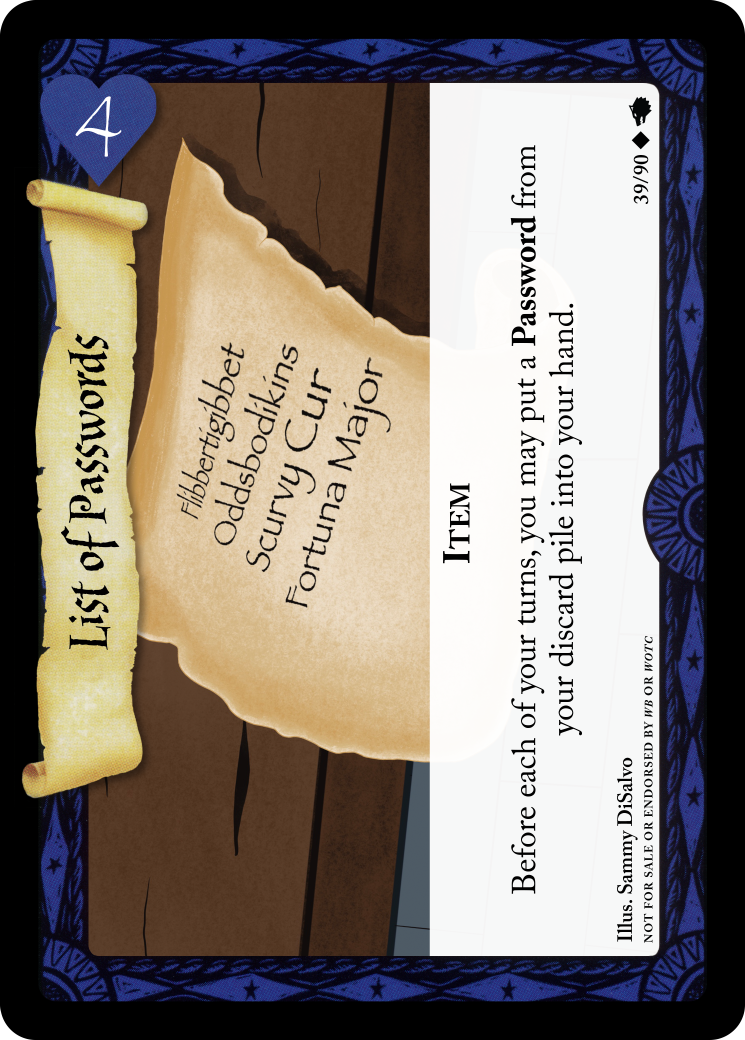 4
List of Passwords
Flibbertigibbet
Oddsbodikins
Scurvy Cur
Fortuna Major
ITEM
Before each of your turns, you may put a Password from
your discard pile into your hand.
Illus. Sammy DiSalvo
NOT FOR SALE OR ENDORSED BY WB OR WOTC
39/90